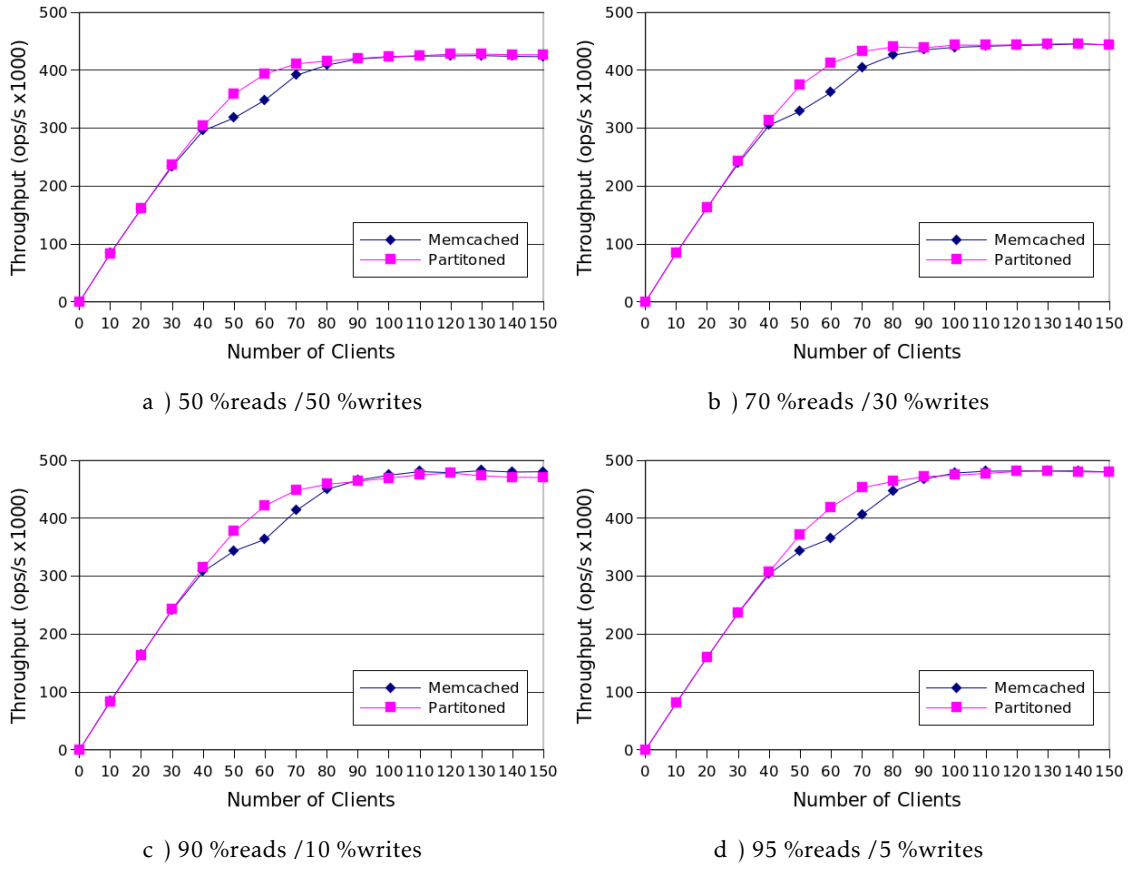 500
400
300
200
100
0
Throughput (ops/s x1000)
Memcached
Partitoned
0 10 20 30 40 50 60 70 80 90 100 110 120 130 140 150
Number of Clients
a ) 50 %reads /50 %writes
500
400
300
200
100
0
Throughput (ops/s x1000)
Memcached
Partitoned
0 10 20 30 40 50 60 70 80 90 100 110 120 130 140 150
Number of Clients
b ) 70 %reads /30 %writes
500
400
300
200
100
0
Throughput (ops/s x1000)
Memcached
Partitoned
0 10 20 30 40 50 60 70 80 90 100 110 120 130 140 150
Number of Clients
c ) 90 %reads /10 %writes
500
400
300
200
100
0
Throughput (ops/s x1000)
Memcached
Partitoned
0 10 20 30 40 50 60 70 80 90 100 110 120 130 140 150
Number of Clients
d ) 95 %reads /5 %writes